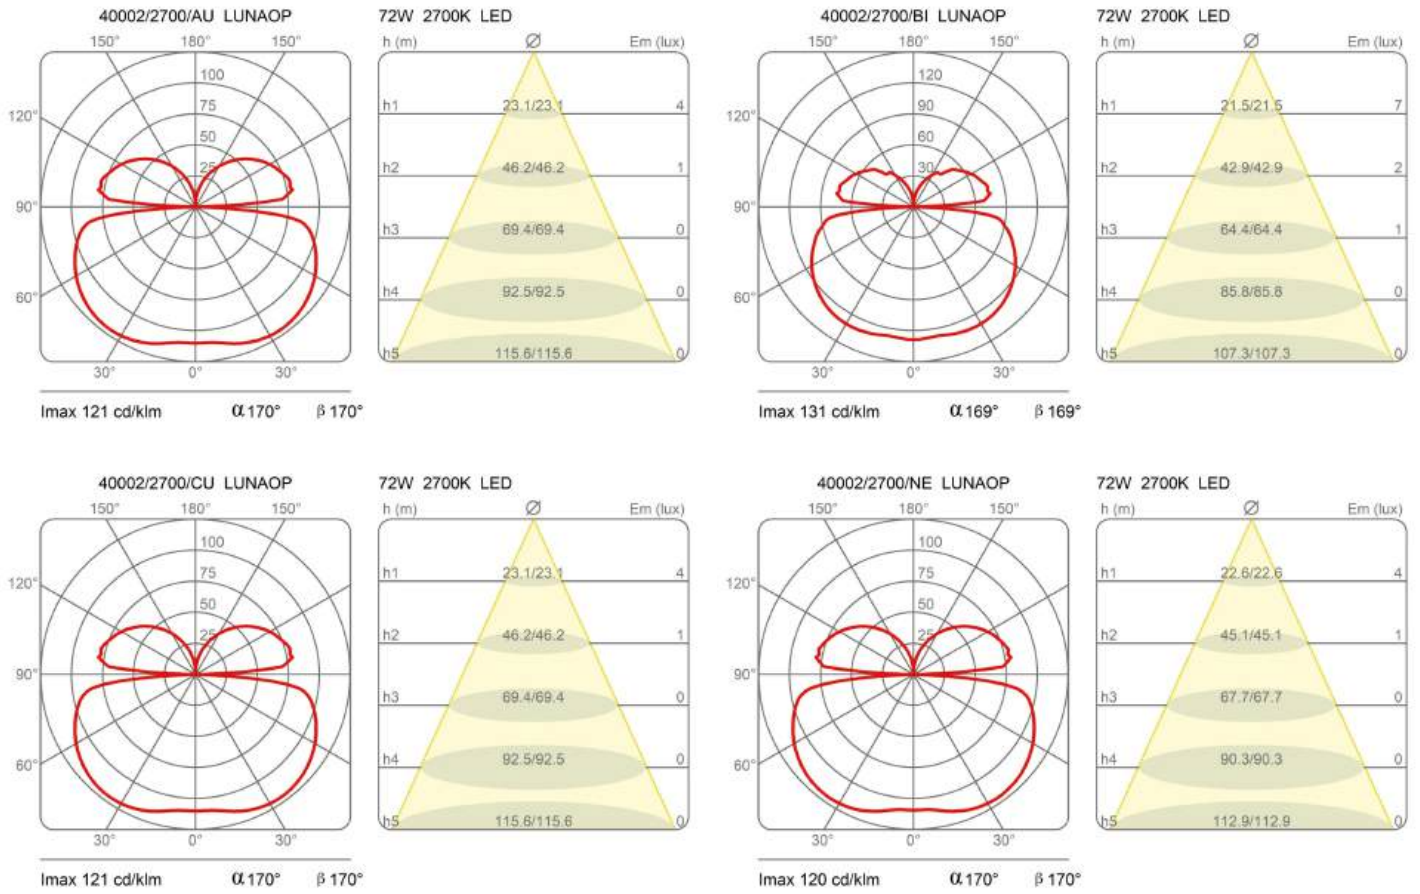 40002/2700/AU LUNAOP
150° 180° 150°
100
75
50
25
120°
90°
60°
30° 0° 30°
Imax 121 cd/klm α 170° β 170°
72W 2700K LED
h (m) Ø Em (lux)
h1 23.1/23.1 4
h2 46.2/46.2 1
h3 69.4/69.4 0
h4 92.5/92.5 0
h5 115.6/115.6 0
40002/2700/BI LUNAOP
150° 180° 150°
120
90
60
30
120°
90°
60°
30° 0° 30°
Imax 131 cd/klm α 169° β 169°
72W 2700K LED
h (m) Ø Em (lux)
h1 21.5/21.5 7
h2 42.9/42.9 2
h3 64.4/64.4 1
h4 85.8/85.8 0
h5 107.3/107.3 0
40002/2700/CU LUNAOP
150° 180° 150°
100
75
50
25
120°
90°
60°
30° 0° 30°
Imax 121 cd/klm α 170° β 170°
72W 2700K LED
h (m) Ø Em (lux)
h1 23.1/23.1 4
h2 46.2/46.2 1
h3 69.4/69.4 0
h4 92.5/92.5 0
h5 115.6/115.6 0
40002/2700/NE LUNAOP
150° 180° 150°
100
75
50
25
120°
90°
60°
30° 0° 30°
Imax 120 cd/klm α 170° β 170°
72W 2700K LED
h (m) Ø Em (lux)
h1 22.6/22.6 4
h2 45.1/45.1 1
h3 67.7/67.7 0
h4 90.3/90.3 0
h5 112.9/112.9 0